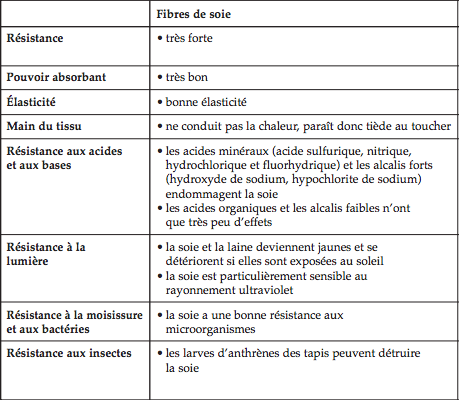 Fibres de soie
Résistance • très forte
Pouvoir absorbant • très bon
Élasticité • bonne élasticité
Main du tissu • ne conduit pas la chaleur, paraît donc tiède au toucher
Résistance aux acides
et aux bases
• les acides minéraux (acide sulfurique, nitrique,
hydrochlorique et fluorhydrique) et les alcalis forts
(hydroxyde de sodium, hypochlorite de sodium)
endommagent la soie
• les acides organiques et les alcalis faibles n’ont
que très peu d’effets
Résistance à la
lumière
• la soie et la laine deviennent jaunes et se
détériorent si elles sont exposées au soleil
• la soie est particulièrement sensible au
rayonnement ultraviolet
Résistance à la moisissure
et aux bactéries
• la soie a une bonne résistance aux
microorganismes
Résistance aux insectes
• les larves d’anthrènes des tapis peuvent détruire
la soie